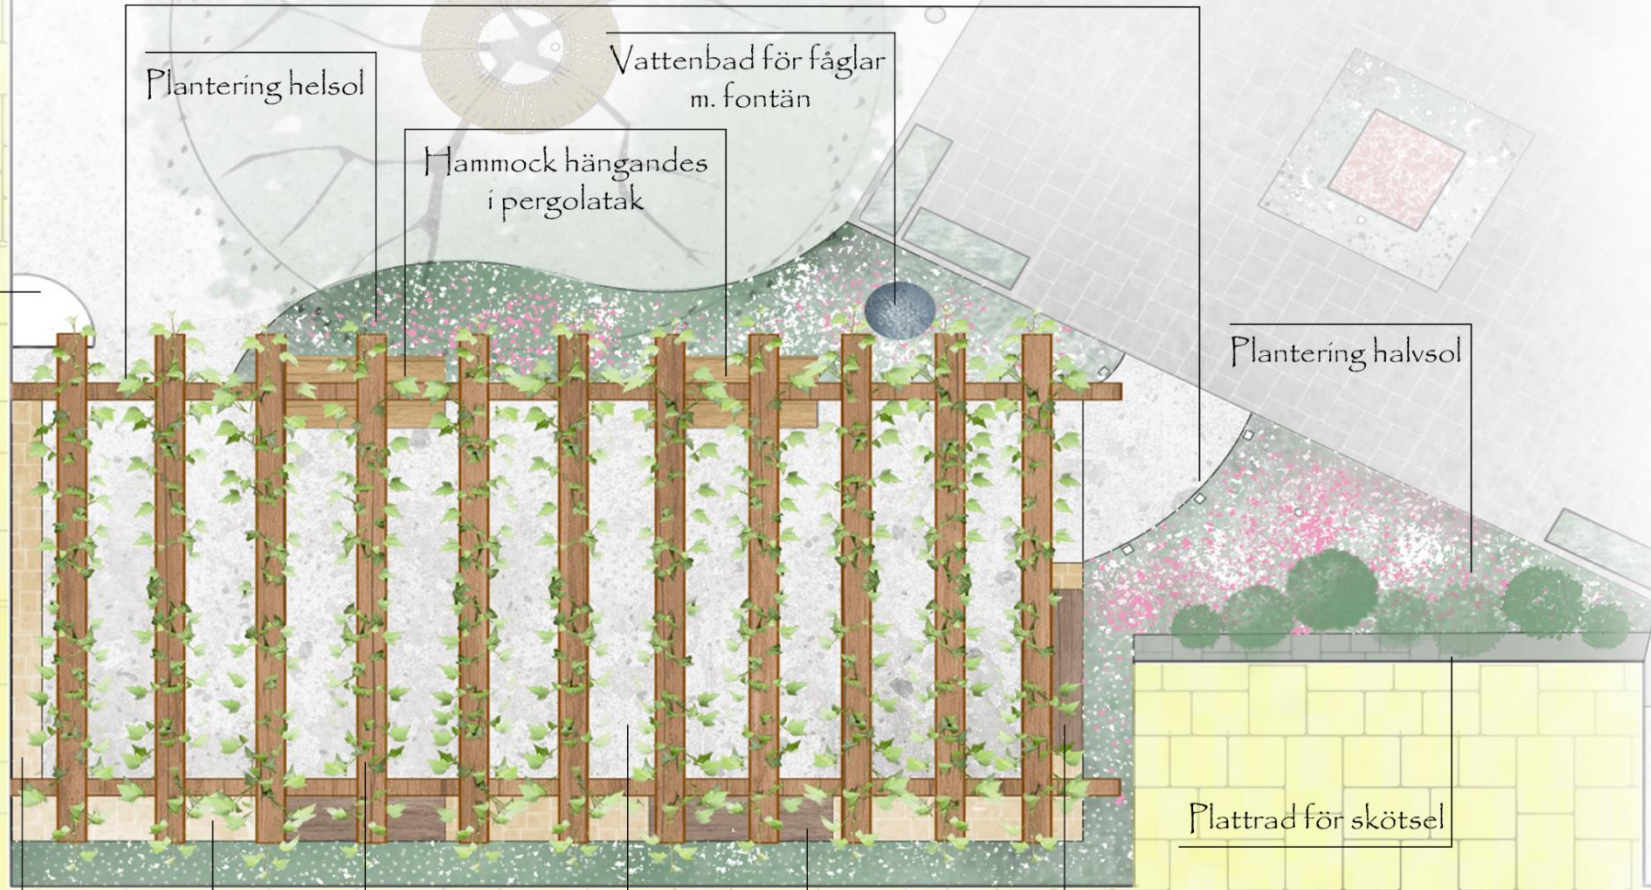 Plantering helsol
Vattenbad för fåglar
m. fontän
Hammock hängandes
i pergolatak
Plantering halvsol
Plattrad för skötsel